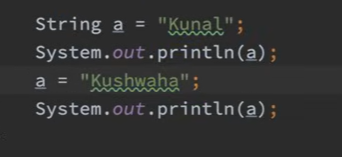 String a = "Kunal";
System.out.println(a);
a = "Kushwaha";
System.out.println(a);